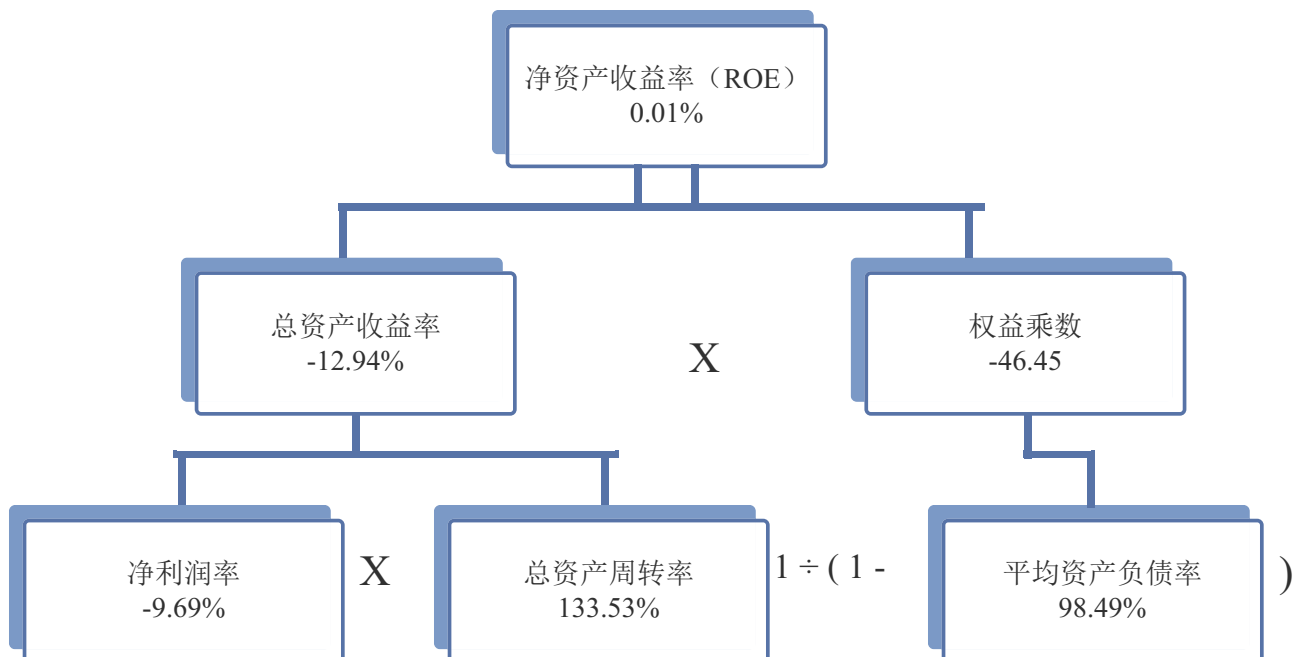 净资产收益率（ROE）
0.01%
总资产收益率
-12.94%
X
权益乘数
-46.45
净利润率
-9.69%
X
总资产周转率
133.53%
1 ÷ ( 1 -
平均资产负债率
98.49%
)